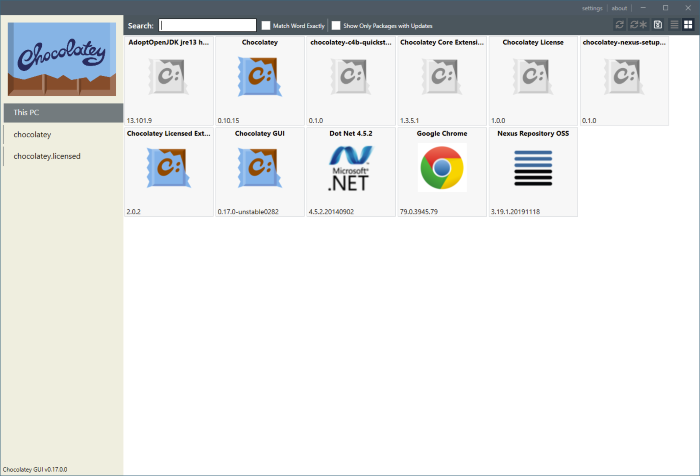 settings
about
Chocolatey
Search:
Match Word Exactly
Show Only Packages with Updates
This PC
chocolatey
chocolatey.licensed
AdoptOpenJDK jre13 h...
Chocolatey
chocolatey-c4b-quickst...
Chocolatey Core Extensi...
Chocolatey License
chocolatey-nexus-setup...
13.101.9
0.10.15
0.1.0
1.3.5.1
1.0.0
0.1.0
Chocolatey Licensed Ext...
Chocolatey GUI
Dot Net 4.5.2
Google Chrome
Nexus Repository OSS
Microsoft®
.NET
2.0.2
0.17.0-unstable0282
4.5.2.20140902
79.0.3945.79
3.19.1.20191118
Chocolatey GUI v0.17.0.0